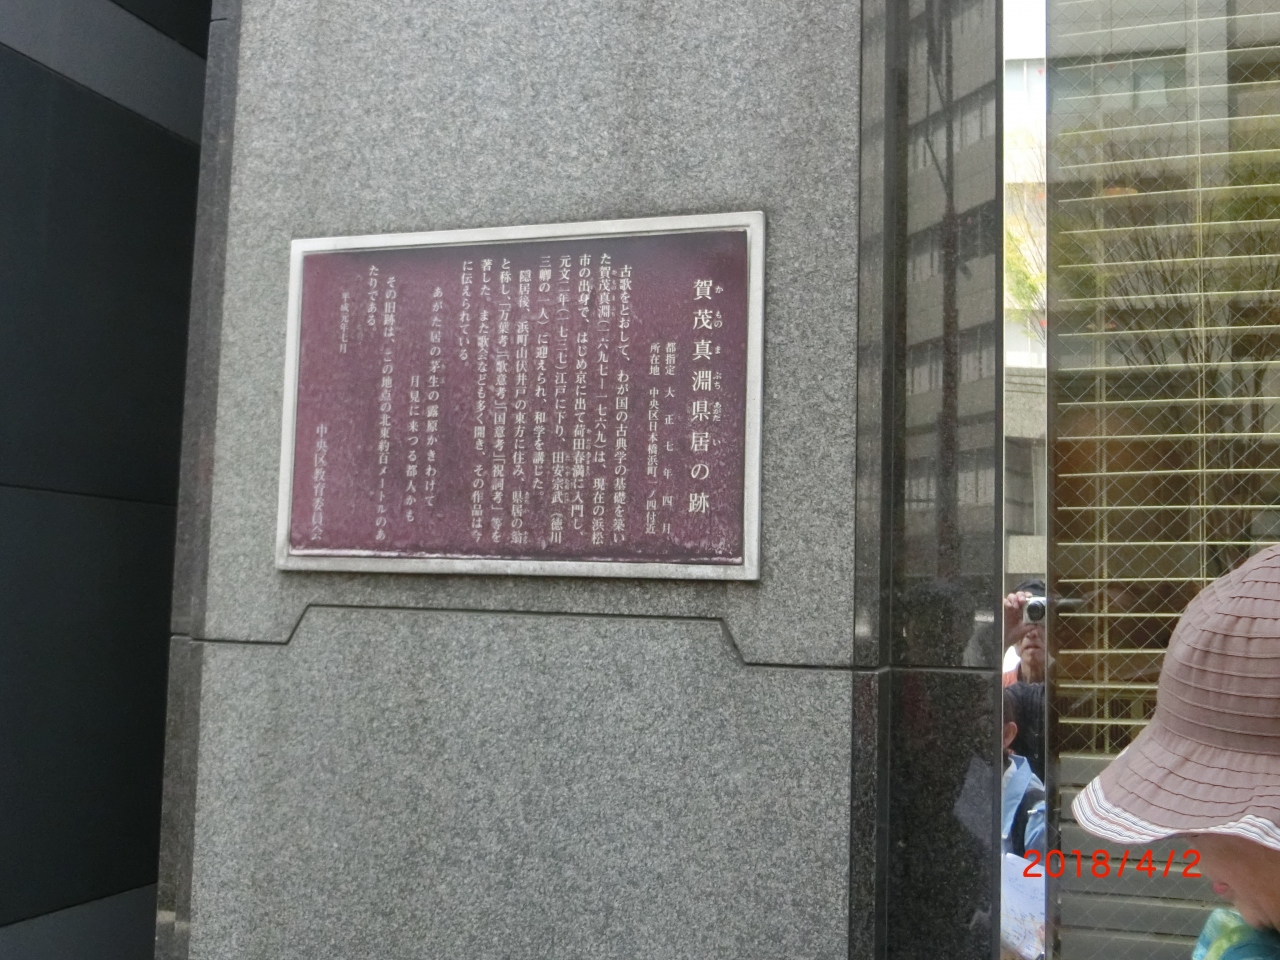 賀茂真淵県居の跡
都指定 大正七年四月
所在地 中央区日本橋浜町一ノ四付近
古歌をとおして、わが国の古典学の基礎を築い
た賀茂真淵(一六九七―一七六九)は、現在の浜松
市の出身で、はじめ京に出て荷田春満に入門し、
元文二年(一七三七)江戸に下り、田安宗武(徳川
三卿の一人)に迎えられ、和学を講じた。
隠居後、浜町山伏井戸の東方に住み、県居の翁
と称し、「万葉考」「歌意考」「国意考」「祝詞考」等を
著した。また歌会なども多く開き、その作品は今
に伝えられている。
あがた居の茅生の露原かきわけて
月見に来つる都人かも
その旧跡は、この地点の北東約百メートルのあ
たりである。
平成元年七月
中央区教育委員会
2018/4/2